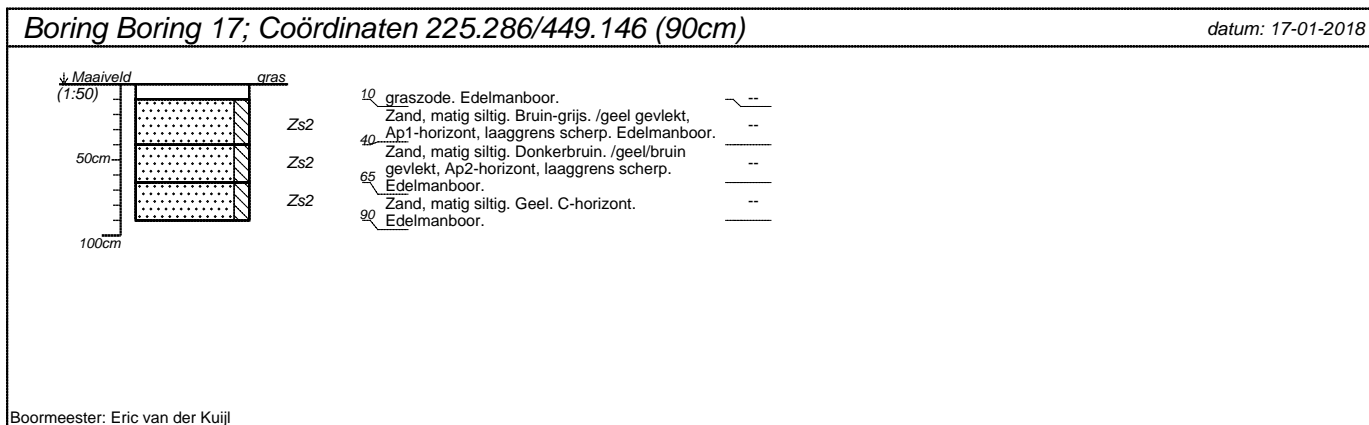 Boring Boring 17; Coördinaten 225.286/449.146 (90cm)
datum: 17-01-2018
Maaiveld
gras
(1:50)
10 graszode. Edelmanboor. --
Zand, matig siltig. Bruin-grijs. /geel gevlekt,
Zs2
Ap1-horizont, laaggrens scherp. Edelmanboor. --
40
Zand, matig siltig. Donkerbruin. /geel/bruin
50cm
Zs2
gevlekt, Ap2-horizont, laaggrens scherp. --
65 Edelmanboor.
Zs2
Zand, matig siltig. Geel. C-horizont. --
90 Edelmanboor.
100cm
Boormeester: Eric van der Kuijl